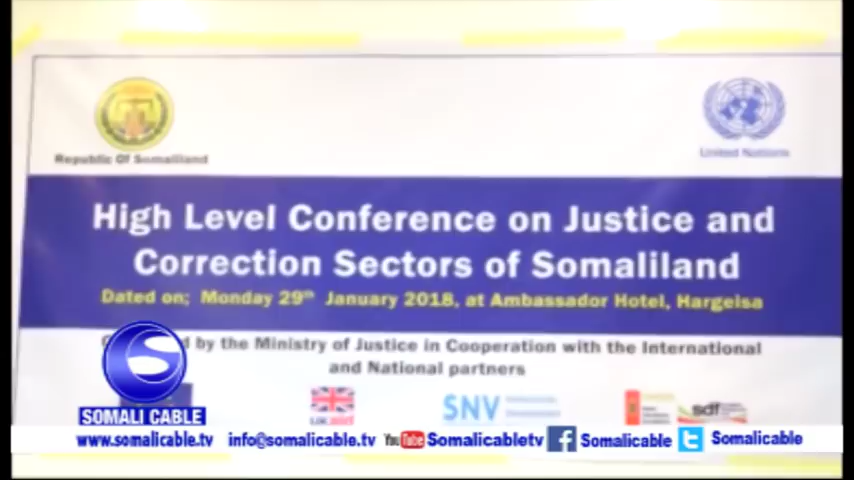 Republic Of Somaliland
United Nations
High Level Conference on Justice and
Correction Sectors of Somaliland
Dated on; Monday 29th January 2018, at Ambassador Hotel, Hargeisa
by the Ministry of Justice in Cooperation with the International
and National partners
SNV
sdf
SOMALI CABLE
www.somalicable.tv info@somalicable.tv YouTube Somalicabletv f Somalicable Somalicable